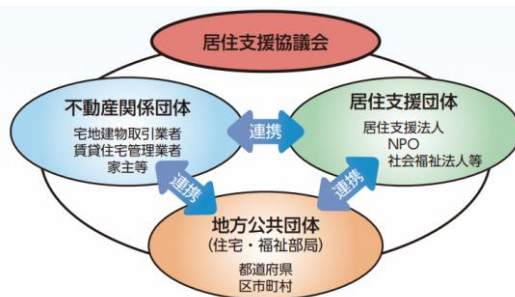 居住支援協議会
不動産関係団体
宅地建物取引業者
賃貸住宅管理業者
家主等
連携
居住支援団体
居住支援法人
NPO
社会福祉法人等
連携
連携
地方公共団体
(住宅・福祉部局)
都道府県
区市町村